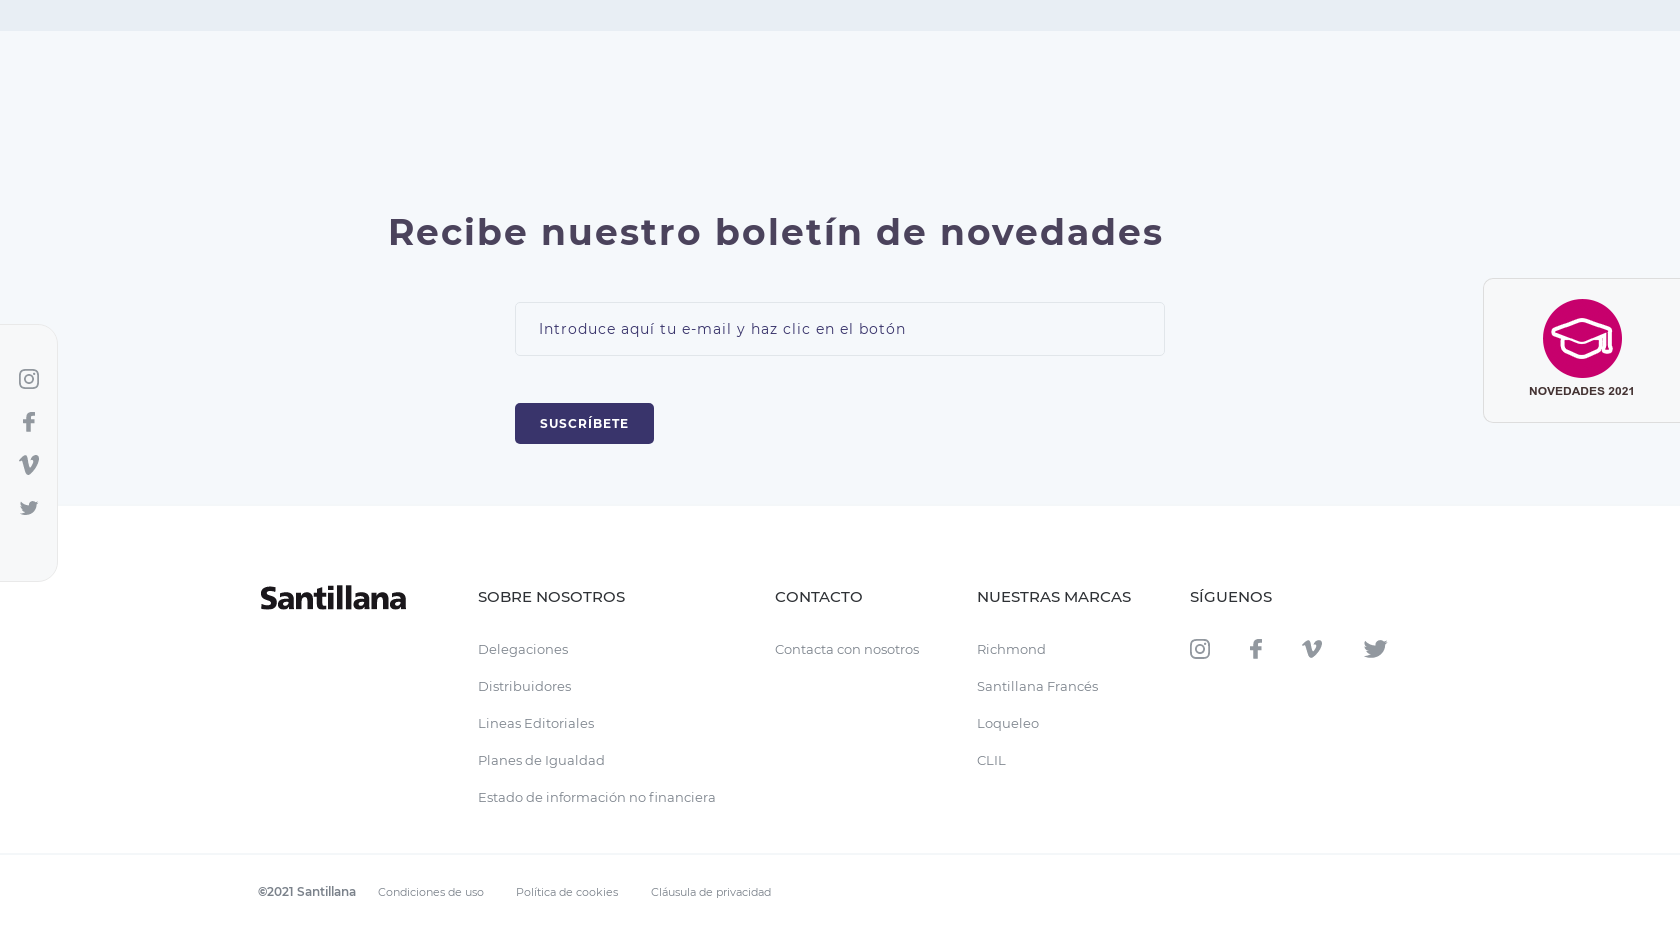 Recibe nuestro boletín de novedades
Introduce aquí tu e-mail y haz clic en el botón
SUSCRÍBETE
NOVEDADES 2021
Santillana
SOBRE NOSOTROS
Delegaciones
Distribuidores
Lineas Editoriales
Planes de Igualdad
Estado de información no financiera
CONTACTO
Contacta con nosotros
NUESTRAS MARCAS
Richmond
Santillana Francés
Loqueleo
CLIL
SÍGUENOS
©2021 Santillana
Condiciones de uso
Política de cookies
Cláusula de privacidad